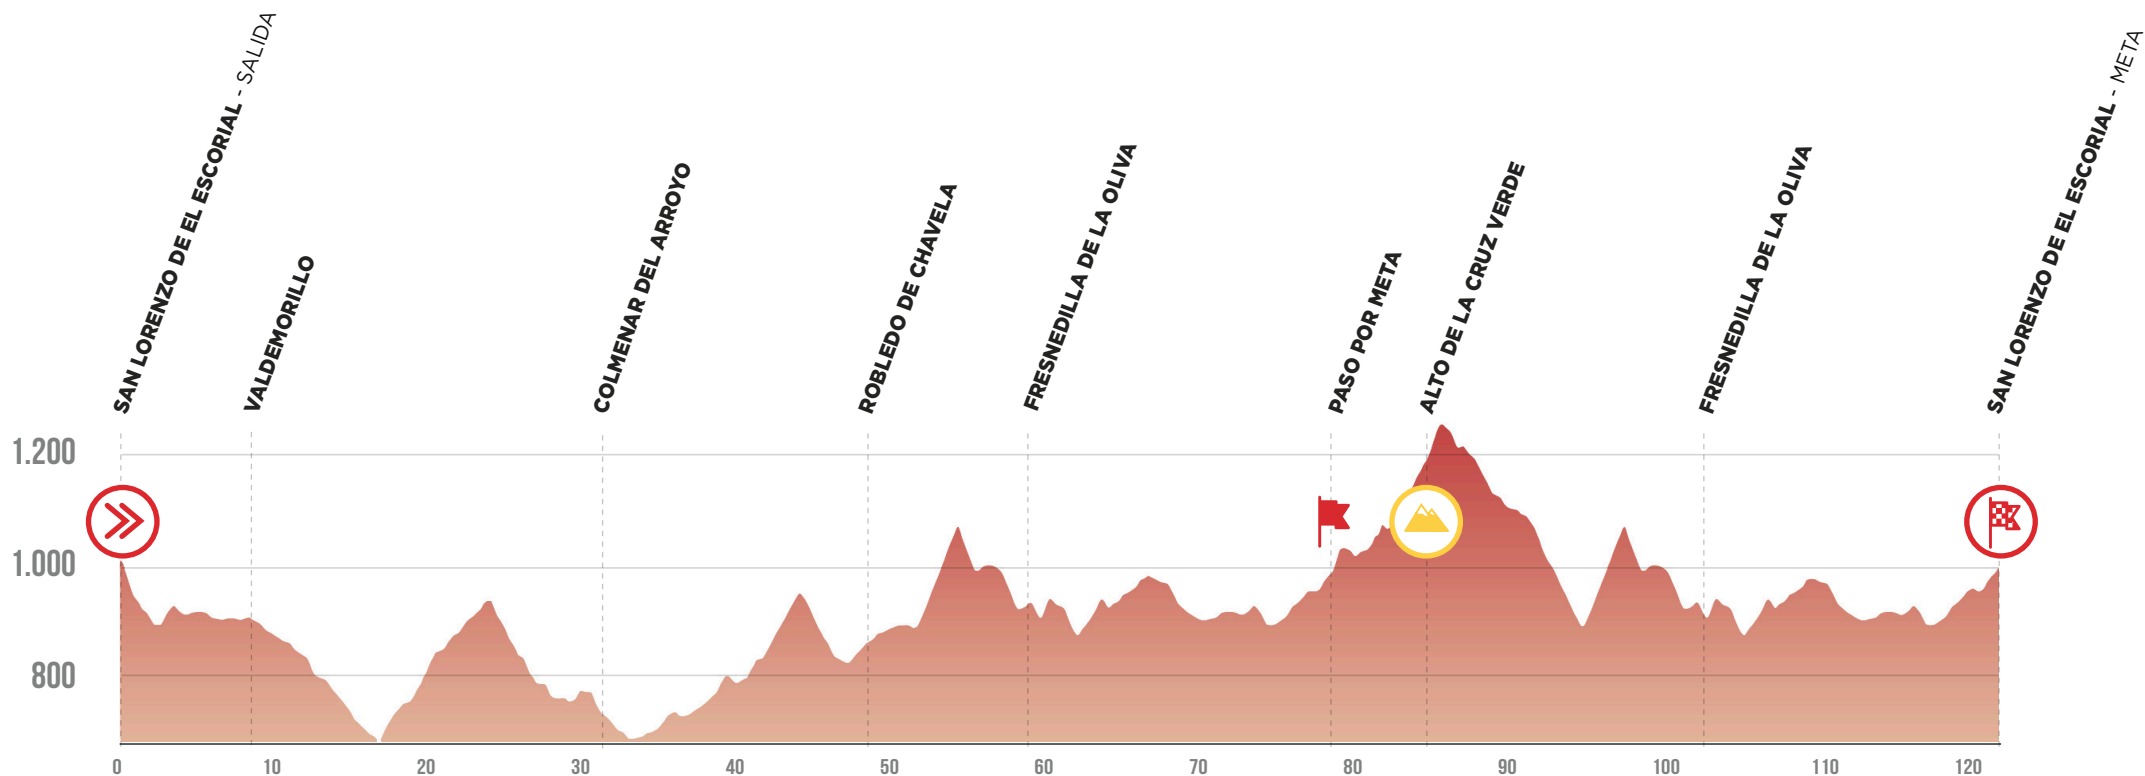 SAN LORENZO DE EL ESCORIAL - SALIDA
VALDEMORILLO
COLMENAR DEL ARROYO
ROBLEDO DE CHAVELA
FRESNEDILLA DE LA OLIVA
PASO POR META
ALTO DE LA CRUZ VERDE
FRESNEDILLA DE LA OLIVA
SAN LORENZO DE EL ESCORIAL - META
1.200
1.000
800
0 10 20 30 40 50 60 70 80 90 100 110 120